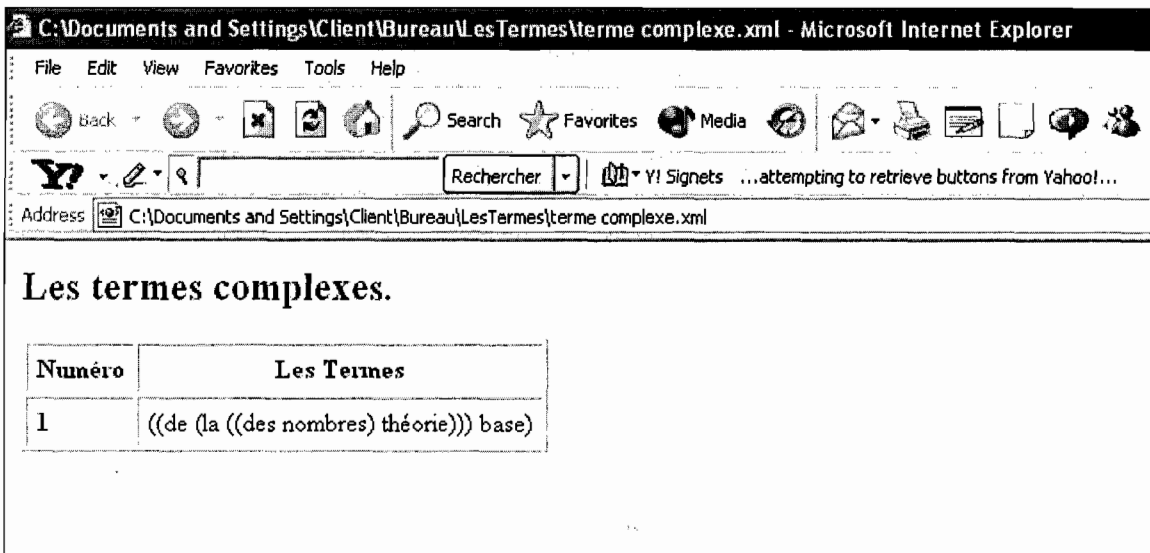 C:\Documents and Settings\Client\Bureau\LesTermes\terme complexe.xml - Microsoft Internet Explorer
File Edit View Favorites Tools Help
Back Search Favorites Media
Y! Rechercher Y! Signets ...attempting to retrieve buttons from Yahoo!...
Address C:\Documents and Settings\Client\Bureau\LesTermes\terme complexe.xml
Les termes complexes.
Numéro Les Termes
1 ((de (la ((des nombres) théorie))) base)